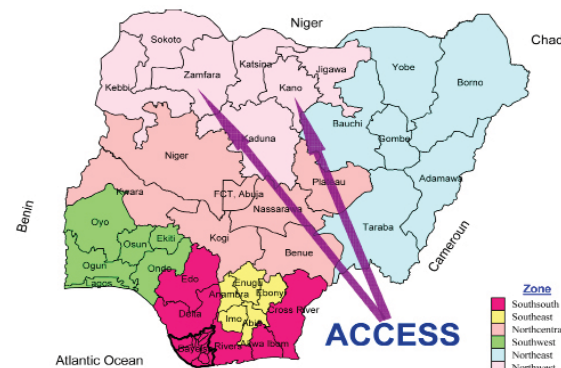 Niger
Chad
Sokoto
Katsina
Zamfara
Jigawa
Yobe
Borno
Kebbi
Kano
Bauchi
Gombe
Kaduna
Niger
Adamawa
Plateau
Kwara
FCT, Abuja
Nassarawa
Taraba
Benin
Oyo
Osun
Ekiti
Kogi
Benue
Cameroun
Ogun
Ondo
Lagos
Edo
Enugu
Anambra
Ebonyi
Delta
Imo
Abia
Cross River
Bayelsa
Rivers
Akwa Ibom
ACCESS
Atlantic Ocean
Zone
Southsouth
Southeast
Northcentral
Southwest
Northeast
Northwest